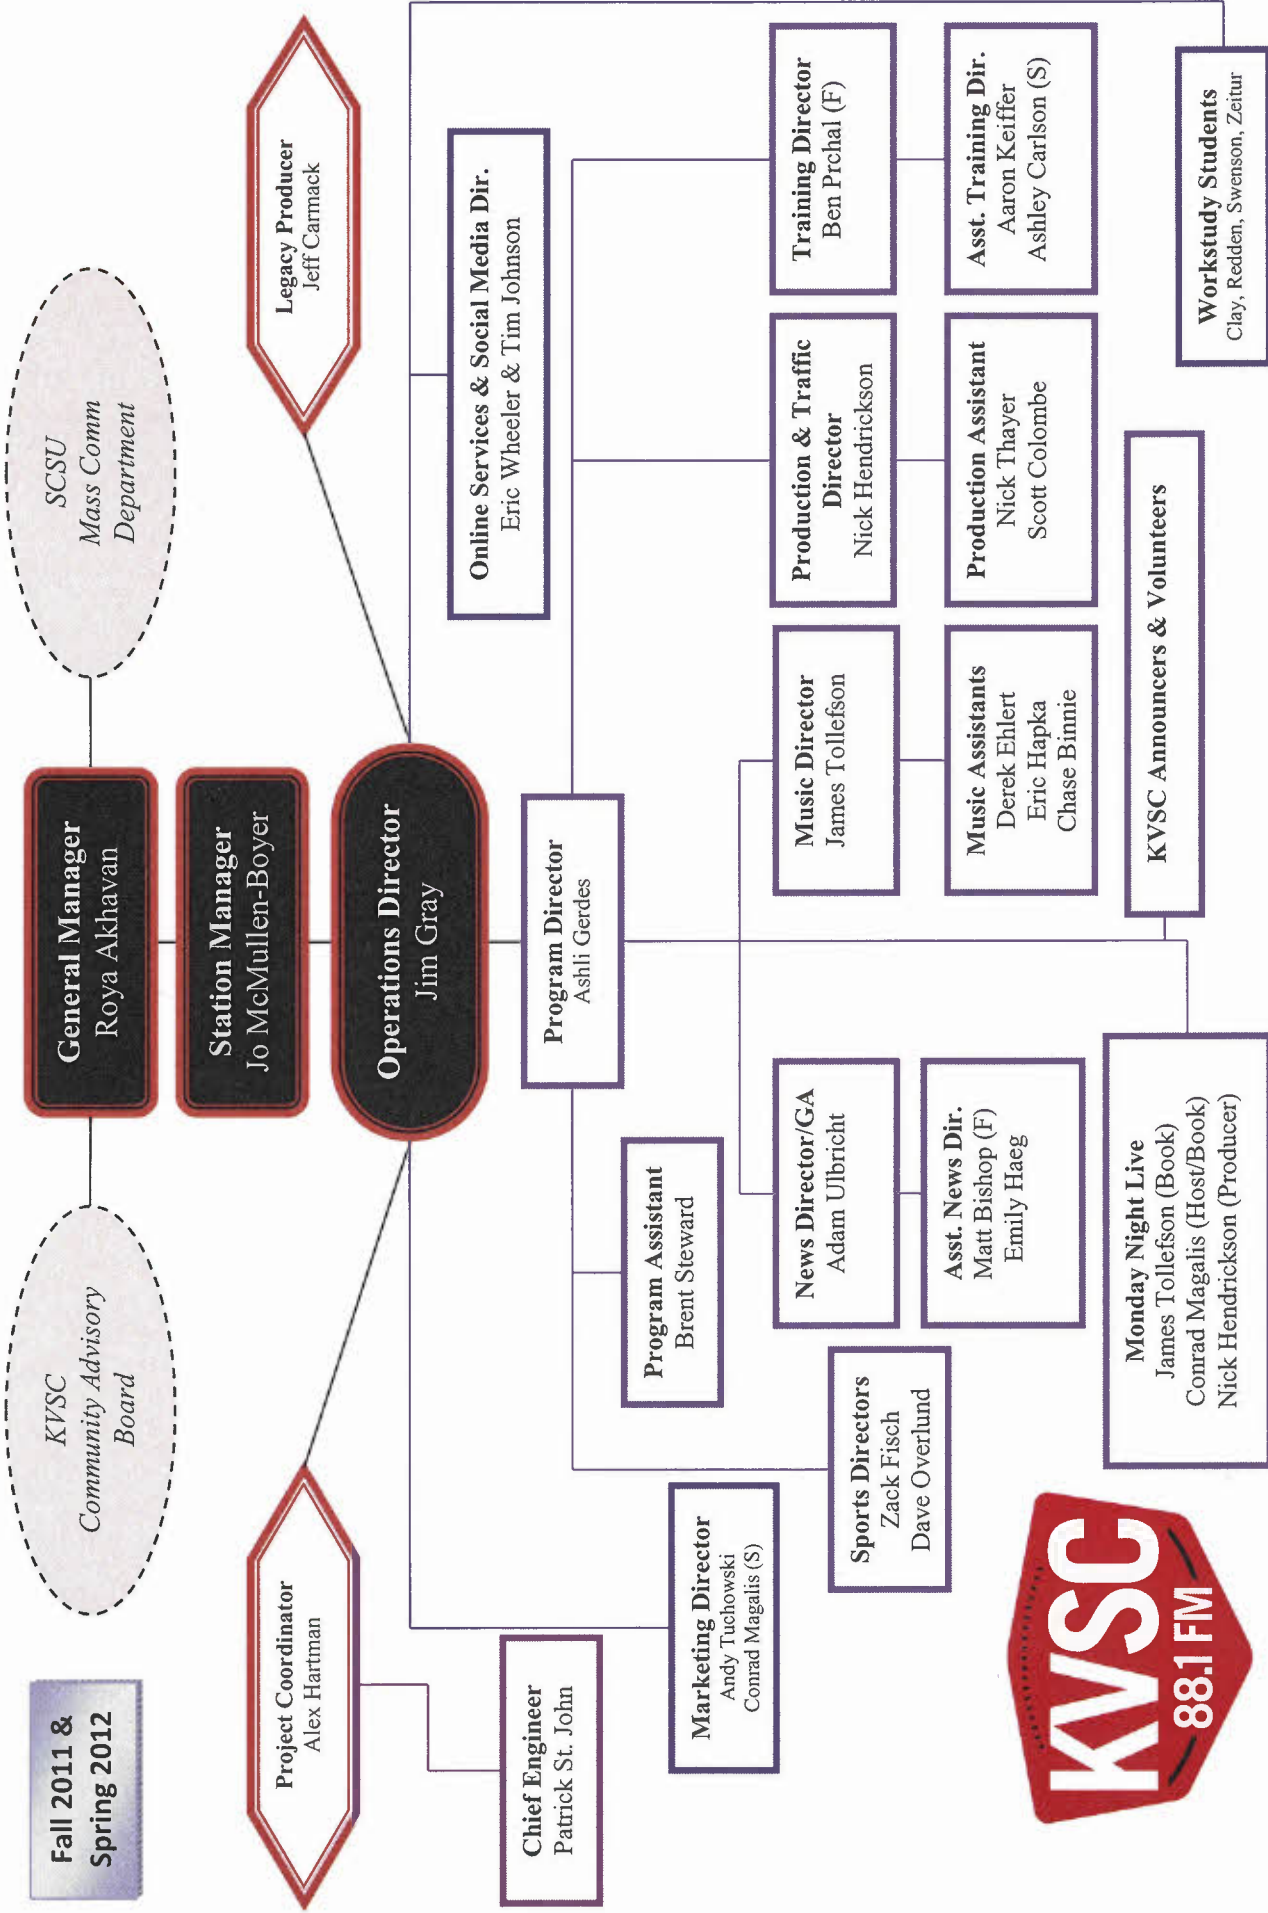 Fall 2011 &
Spring 2012
KVSC
Community Advisory
Board
General Manager
Roya Akhavan
SCSU
Mass Comm
Department
Station Manager
Jo McMullen-Boyer
Project Coordinator
Alex Hartman
Legacy Producer
Jeff Carmack
Operations Director
Jim Gray
Chief Engineer
Patrick St. John
Program Director
Ashli Gerdes
Online Services & Social Media Dir.
Eric Wheeler & Tim Johnson
Marketing Director
Andy Tuchowski
Conrad Magalis (S)
Program Assistant
Brent Steward
Sports Directors
Zack Fisch
Dave Overlund
News Director/GA
Adam Ulbricht
Music Director
James Tollefson
Production & Traffic
Director
Nick Hendrickson
Training Director
Ben Prchal (F)
Asst. News Dir.
Matt Bishop (F)
Emily Haeg
Music Assistants
Derek Ehlert
Eric Hapka
Chase Binnie
Production Assistant
Nick Thayer
Scott Colombe
Asst. Training Dir.
Aaron Keiffer
Ashley Carlson (S)
KVSC
88.1 FM
Monday Night Live
James Tollefson (Book)
Conrad Magalis (Host/Book)
Nick Hendrickson (Producer)
KVSC Announcers & Volunteers
Workstudy Students
Clay, Redden, Swenson, Zeitur